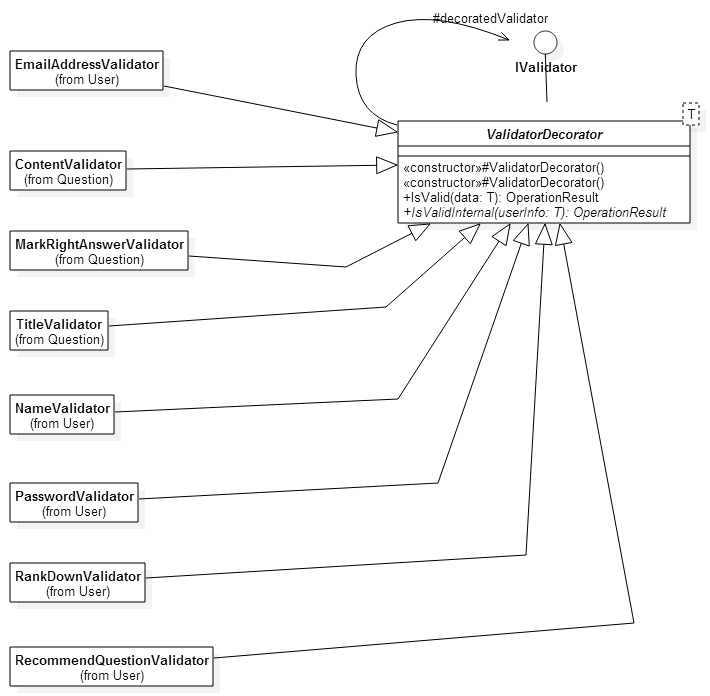 #decoratedValidator
IValidator
EmailAddressValidator
(from User)
T
ValidatorDecorator
«constructor»#ValidatorDecorator()
«constructor»#ValidatorDecorator()
+IsValid(data: T): OperationResult
+IsValidInternal(userInfo: T): OperationResult
ContentValidator
(from Question)
MarkRightAnswerValidator
(from Question)
TitleValidator
(from Question)
NameValidator
(from User)
PasswordValidator
(from User)
RankDownValidator
(from User)
RecommendQuestionValidator
(from User)